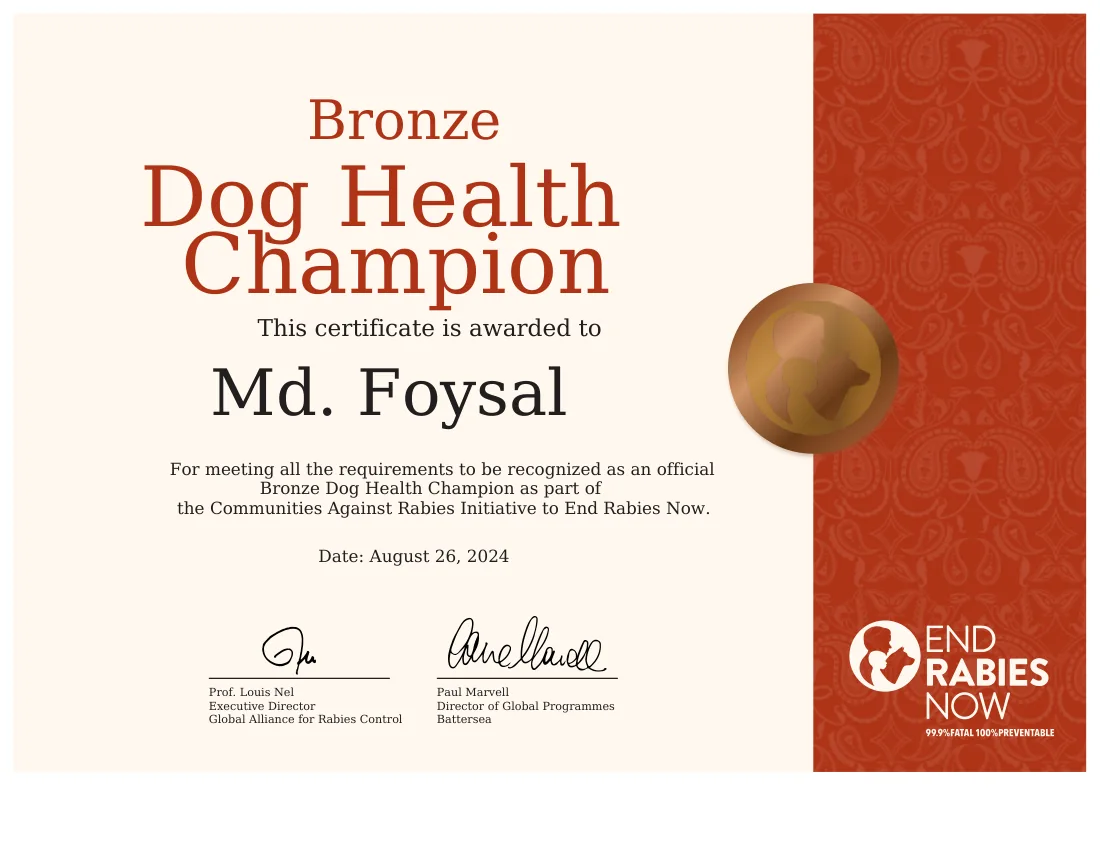 Bronze
Dog Health
Champion
This certificate is awarded to
Md. Foysal
For meeting all the requirements to be recognized as an official
Bronze Dog Health Champion as part of
the Communities Against Rabies Initiative to End Rabies Now.
Date: August 26, 2024
Prof. Louis Nel
Executive Director
Global Alliance for Rabies Control
Paul Marvell
Director of Global Programmes
Battersea
END
RABIES
NOW
99.9%FATAL 100%PREVENTABLE